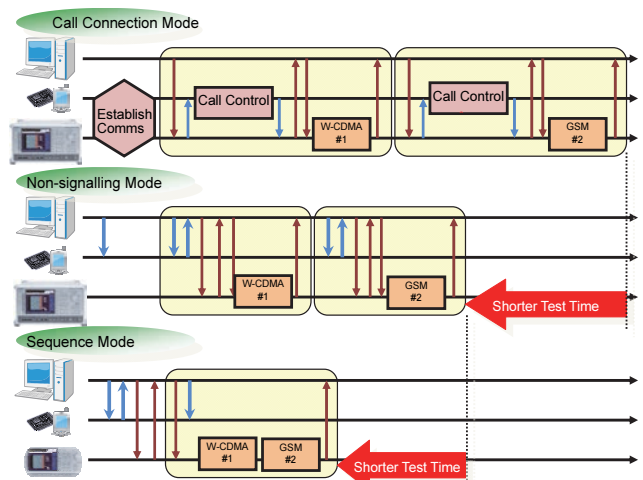 Call Connection Mode
Establish
Comms
Call Control
W-CDMA
#1
Call Control
GSM
#2
Non-signalling Mode
W-CDMA
#1
GSM
#2
Shorter Test Time
Sequence Mode
W-CDMA
#1
GSM
#2
Shorter Test Time